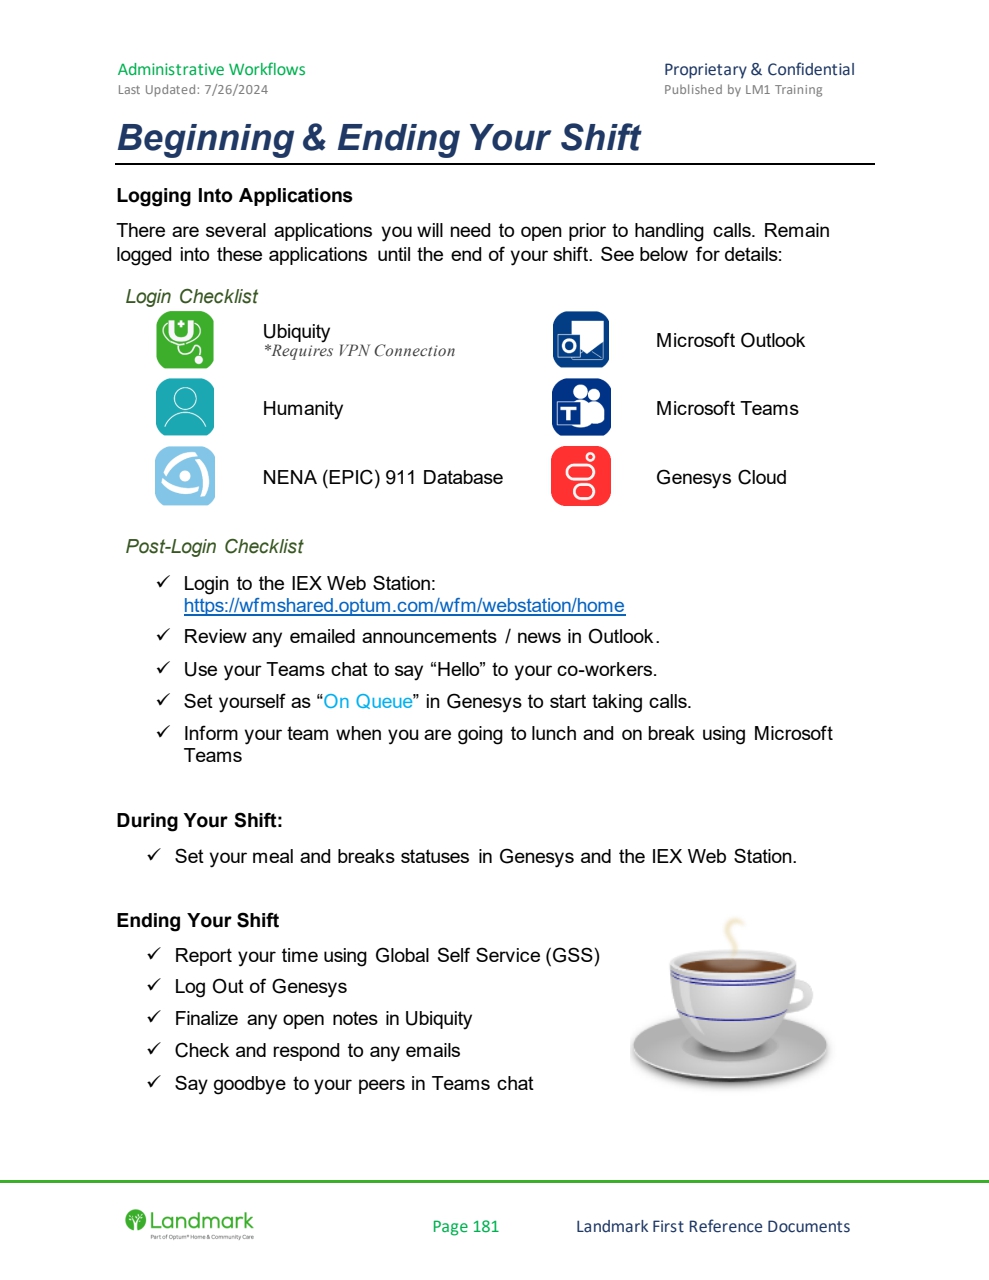 Administrative Workflows
Proprietary & Confidential
Last Updated: 7/26/2024
Published by LM1 Training
Beginning & Ending Your Shift
Logging Into Applications
There are several applications you will need to open prior to handling calls. Remain
logged into these applications until the end of your shift. See below for details:
Login Checklist
Ubiquity
*Requires VPN Connection
Microsoft Outlook
Humanity
Microsoft Teams
NENA (EPIC) 911 Database
Genesys Cloud
Post-Login Checklist
✓ Login to the IEX Web Station:
https://wfmshared.optum.com/wfm/webstation/home
✓ Review any emailed announcements / news in Outlook.
✓ Use your Teams chat to say “Hello” to your co-workers.
✓ Set yourself as “On Queue” in Genesys to start taking calls.
✓ Inform your team when you are going to lunch and on break using Microsoft
Teams
During Your Shift:
✓ Set your meal and breaks statuses in Genesys and the IEX Web Station.
Ending Your Shift
✓ Report your time using Global Self Service (GSS)
✓ Log Out of Genesys
✓ Finalize any open notes in Ubiquity
✓ Check and respond to any emails
✓ Say goodbye to your peers in Teams chat
Landmark
Part of Optum® Home & Community Care
Page 181
Landmark First Reference Documents